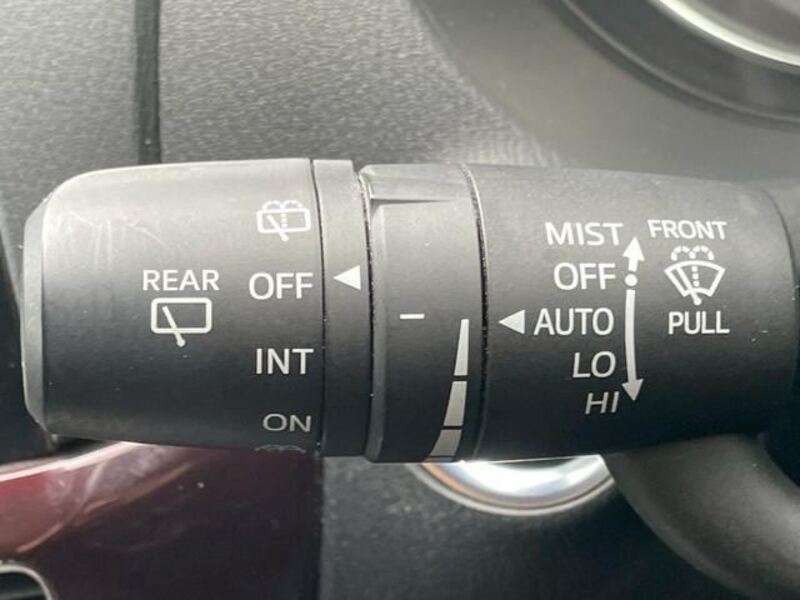 REAR
OFF
INT
ON
MIST
OFF
AUTO
LO
HI
FRONT
PULL